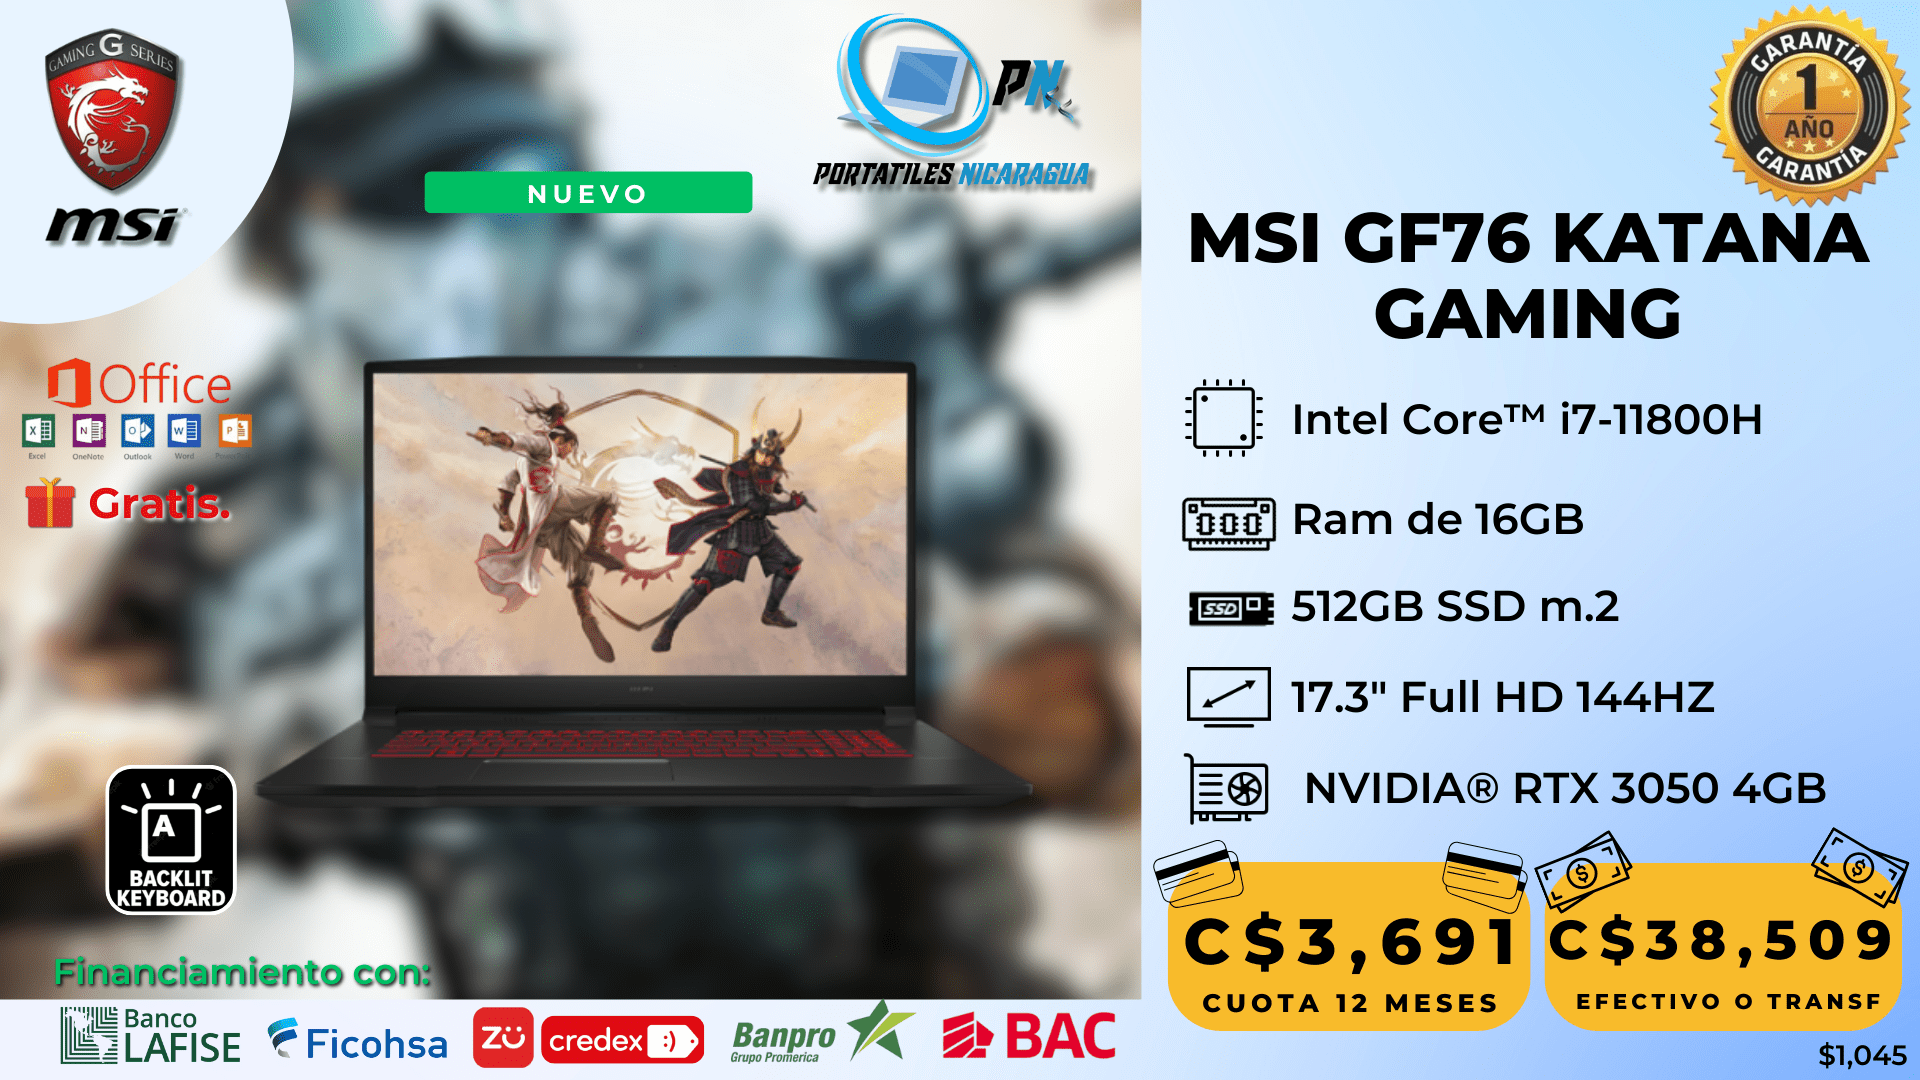 GAMING G SERIES
msi
PN
PORTATILES NICARAGUA
NUEVO
GARANTÍA
1
AÑO
GARANTÍA
MSI GF76 KATANA
GAMING
Intel Core™ i7-11800H
Ram de 16GB
SSD
512GB SSD m.2
17.3" Full HD 144HZ
NVIDIA® RTX 3050 4GB
Office
Excel OneNote Outlook Word
Gratis.
A
BACKLIT
KEYBOARD
C$3,691
CUOTA 12 MESES
C$38,509
EFECTIVO O TRANSF
$1,045
Financiamiento con:
Banco
LAFISE
Ficohsa
zü
credex
Banpro
Grupo Promerica
BAC